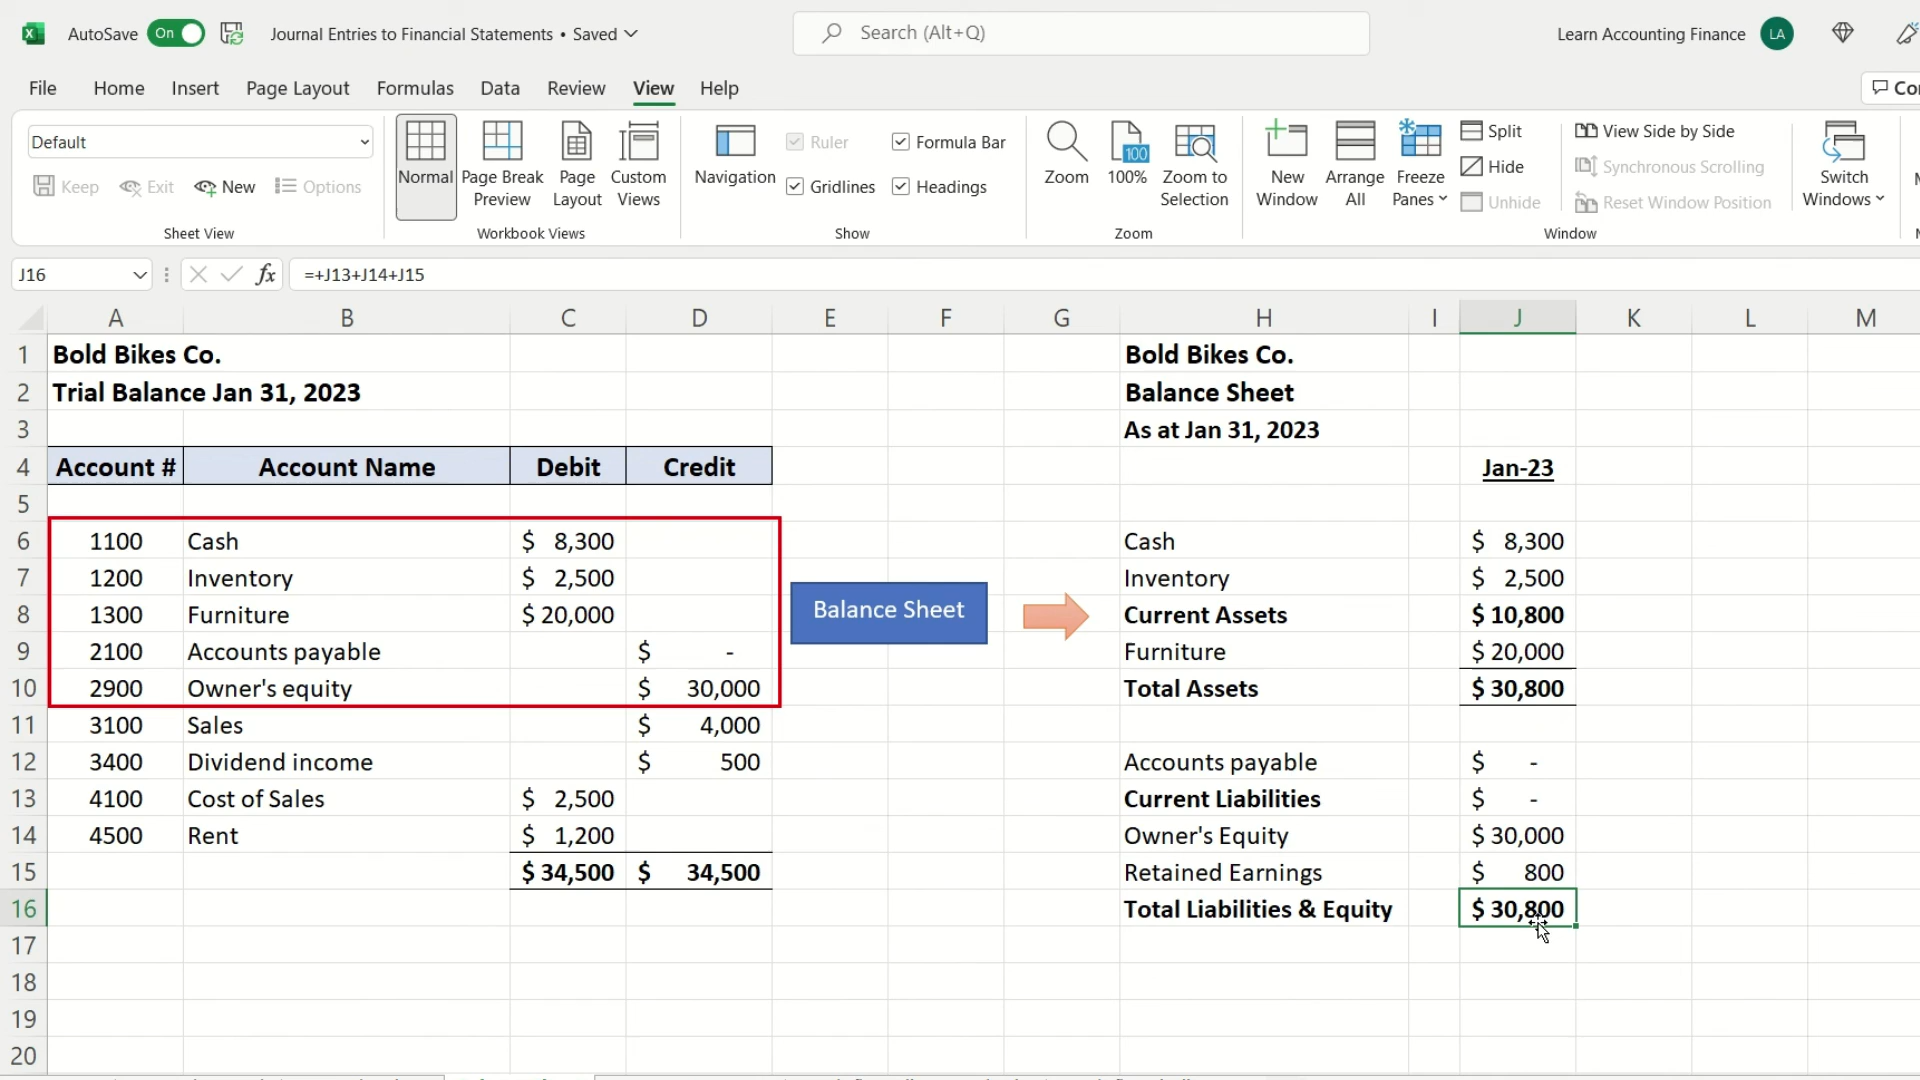 AutoSave On Journal Entries to Financial Statements • Saved Search (Alt+Q) Learn Accounting Finance LA
File Home Insert Page Layout Formulas Data Review View Help
Default
Keep Exit New Options
Sheet View
Normal Page Break Preview Page Layout Custom Views
Workbook Views
Navigation Ruler Formula Bar
Gridlines Headings
Show
Zoom 100 100% Zoom to Selection
Zoom
New Window Arrange All Freeze Panes Split Hide Unhide
View Side by Side
Synchronous Scrolling
Reset Window Position
Switch Windows
Window
J16 fx =+J13+J14+J15
A B C D E F G H I J K L M
1 Bold Bikes Co. Bold Bikes Co.
2 Trial Balance Jan 31, 2023 Balance Sheet
3 As at Jan 31, 2023
4 Account # Account Name Debit Credit Jan-23
5
6 1100 Cash $ 8,300 Cash $ 8,300
7 1200 Inventory $ 2,500 Inventory $ 2,500
8 1300 Furniture $ 20,000 Balance Sheet Current Assets $ 10,800
9 2100 Accounts payable $ - Furniture $ 20,000
10 2900 Owner's equity $ 30,000 Total Assets $ 30,800
11 3100 Sales $ 4,000
12 3400 Dividend income $ 500 Accounts payable $ -
13 4100 Cost of Sales $ 2,500 Current Liabilities $ -
14 4500 Rent $ 1,200 Owner's Equity $ 30,000
15 $ 34,500 $ 34,500 Retained Earnings $ 800
16 Total Liabilities & Equity $ 30,800
17
18
19
20